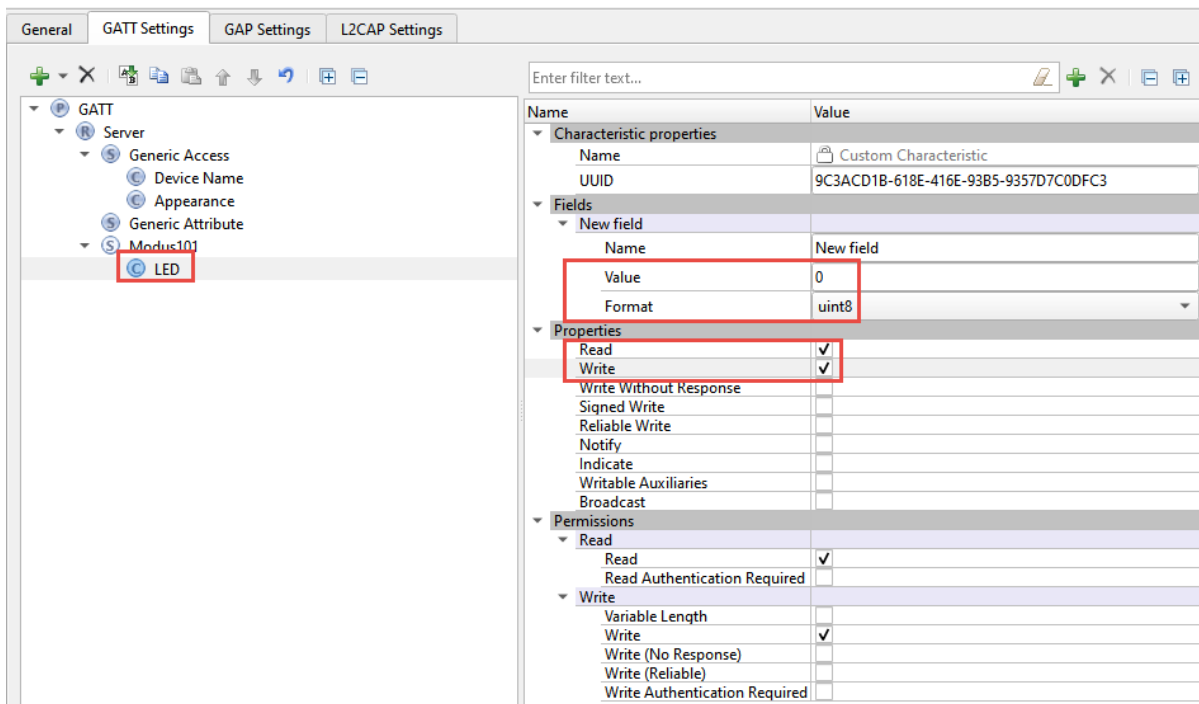 General GATT Settings GAP Settings L2CAP Settings
Enter filter text...
GATT
Server
Generic Access
Device Name
Appearance
Generic Attribute
Modus101
LED
Name Value
Characteristic properties
Name Custom Characteristic
UUID 9C3ACD1B-618E-416E-93B5-9357D7C0DFC3
Fields
New field
Name New field
Value 0
Format uint8
Properties
Read
Write
Write Without Response
Signed Write
Reliable Write
Notify
Indicate
Writable Auxiliaries
Broadcast
Permissions
Read
Read
Read Authentication Required
Write
Variable Length
Write
Write (No Response)
Write (Reliable)
Write Authentication Required